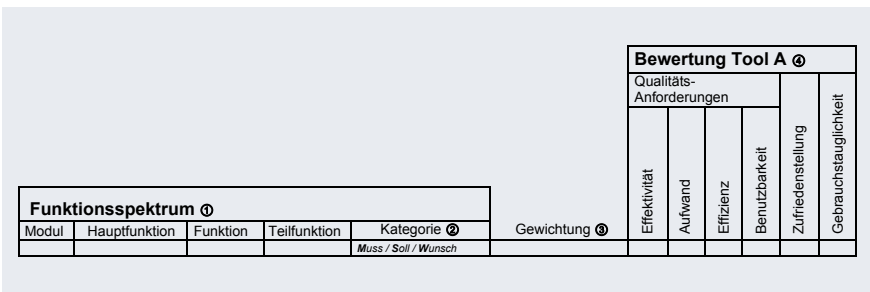 Bewertung Tool A ④
Qualitäts-
Anforderungen
Effektivität
Aufwand
Effizienz
Benutzbarkeit
Zufriedenstellung
Gebrauchstauglichkeit
Funktionsspektrum ①
Modul Hauptfunktion Funktion Teilfunktion Kategorie ② Gewichtung ③
Muss / Soll / Wunsch